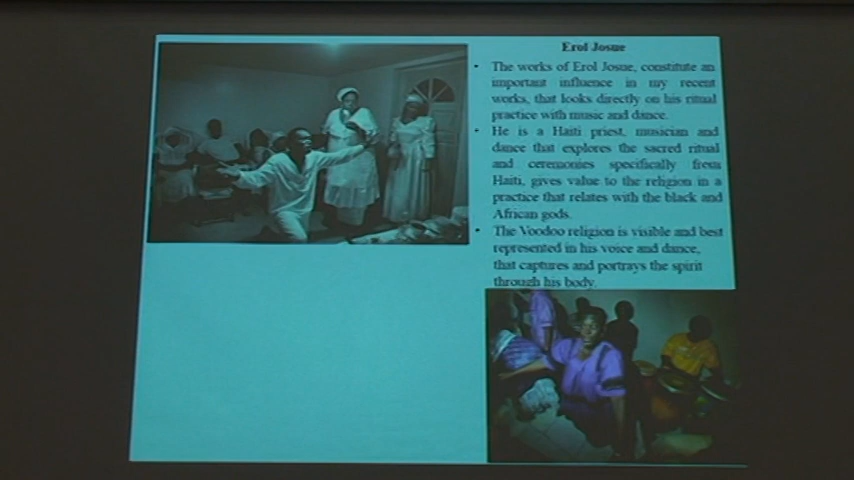 Erol Josue
• The works of Erol Josue, constitute an
important influence in my recent
works, that looks directly on his ritual
practice with music and dance.
• He is a Haiti priest, musician and
dance that explores the sacred ritual
and ceremonies specifically from
Haiti, gives value to the religion in a
practice that relates with the black and
African gods.
• The Voodoo religion is visible and best
represented in his voice and dance,
that captures and portrays the spirit
through his body.